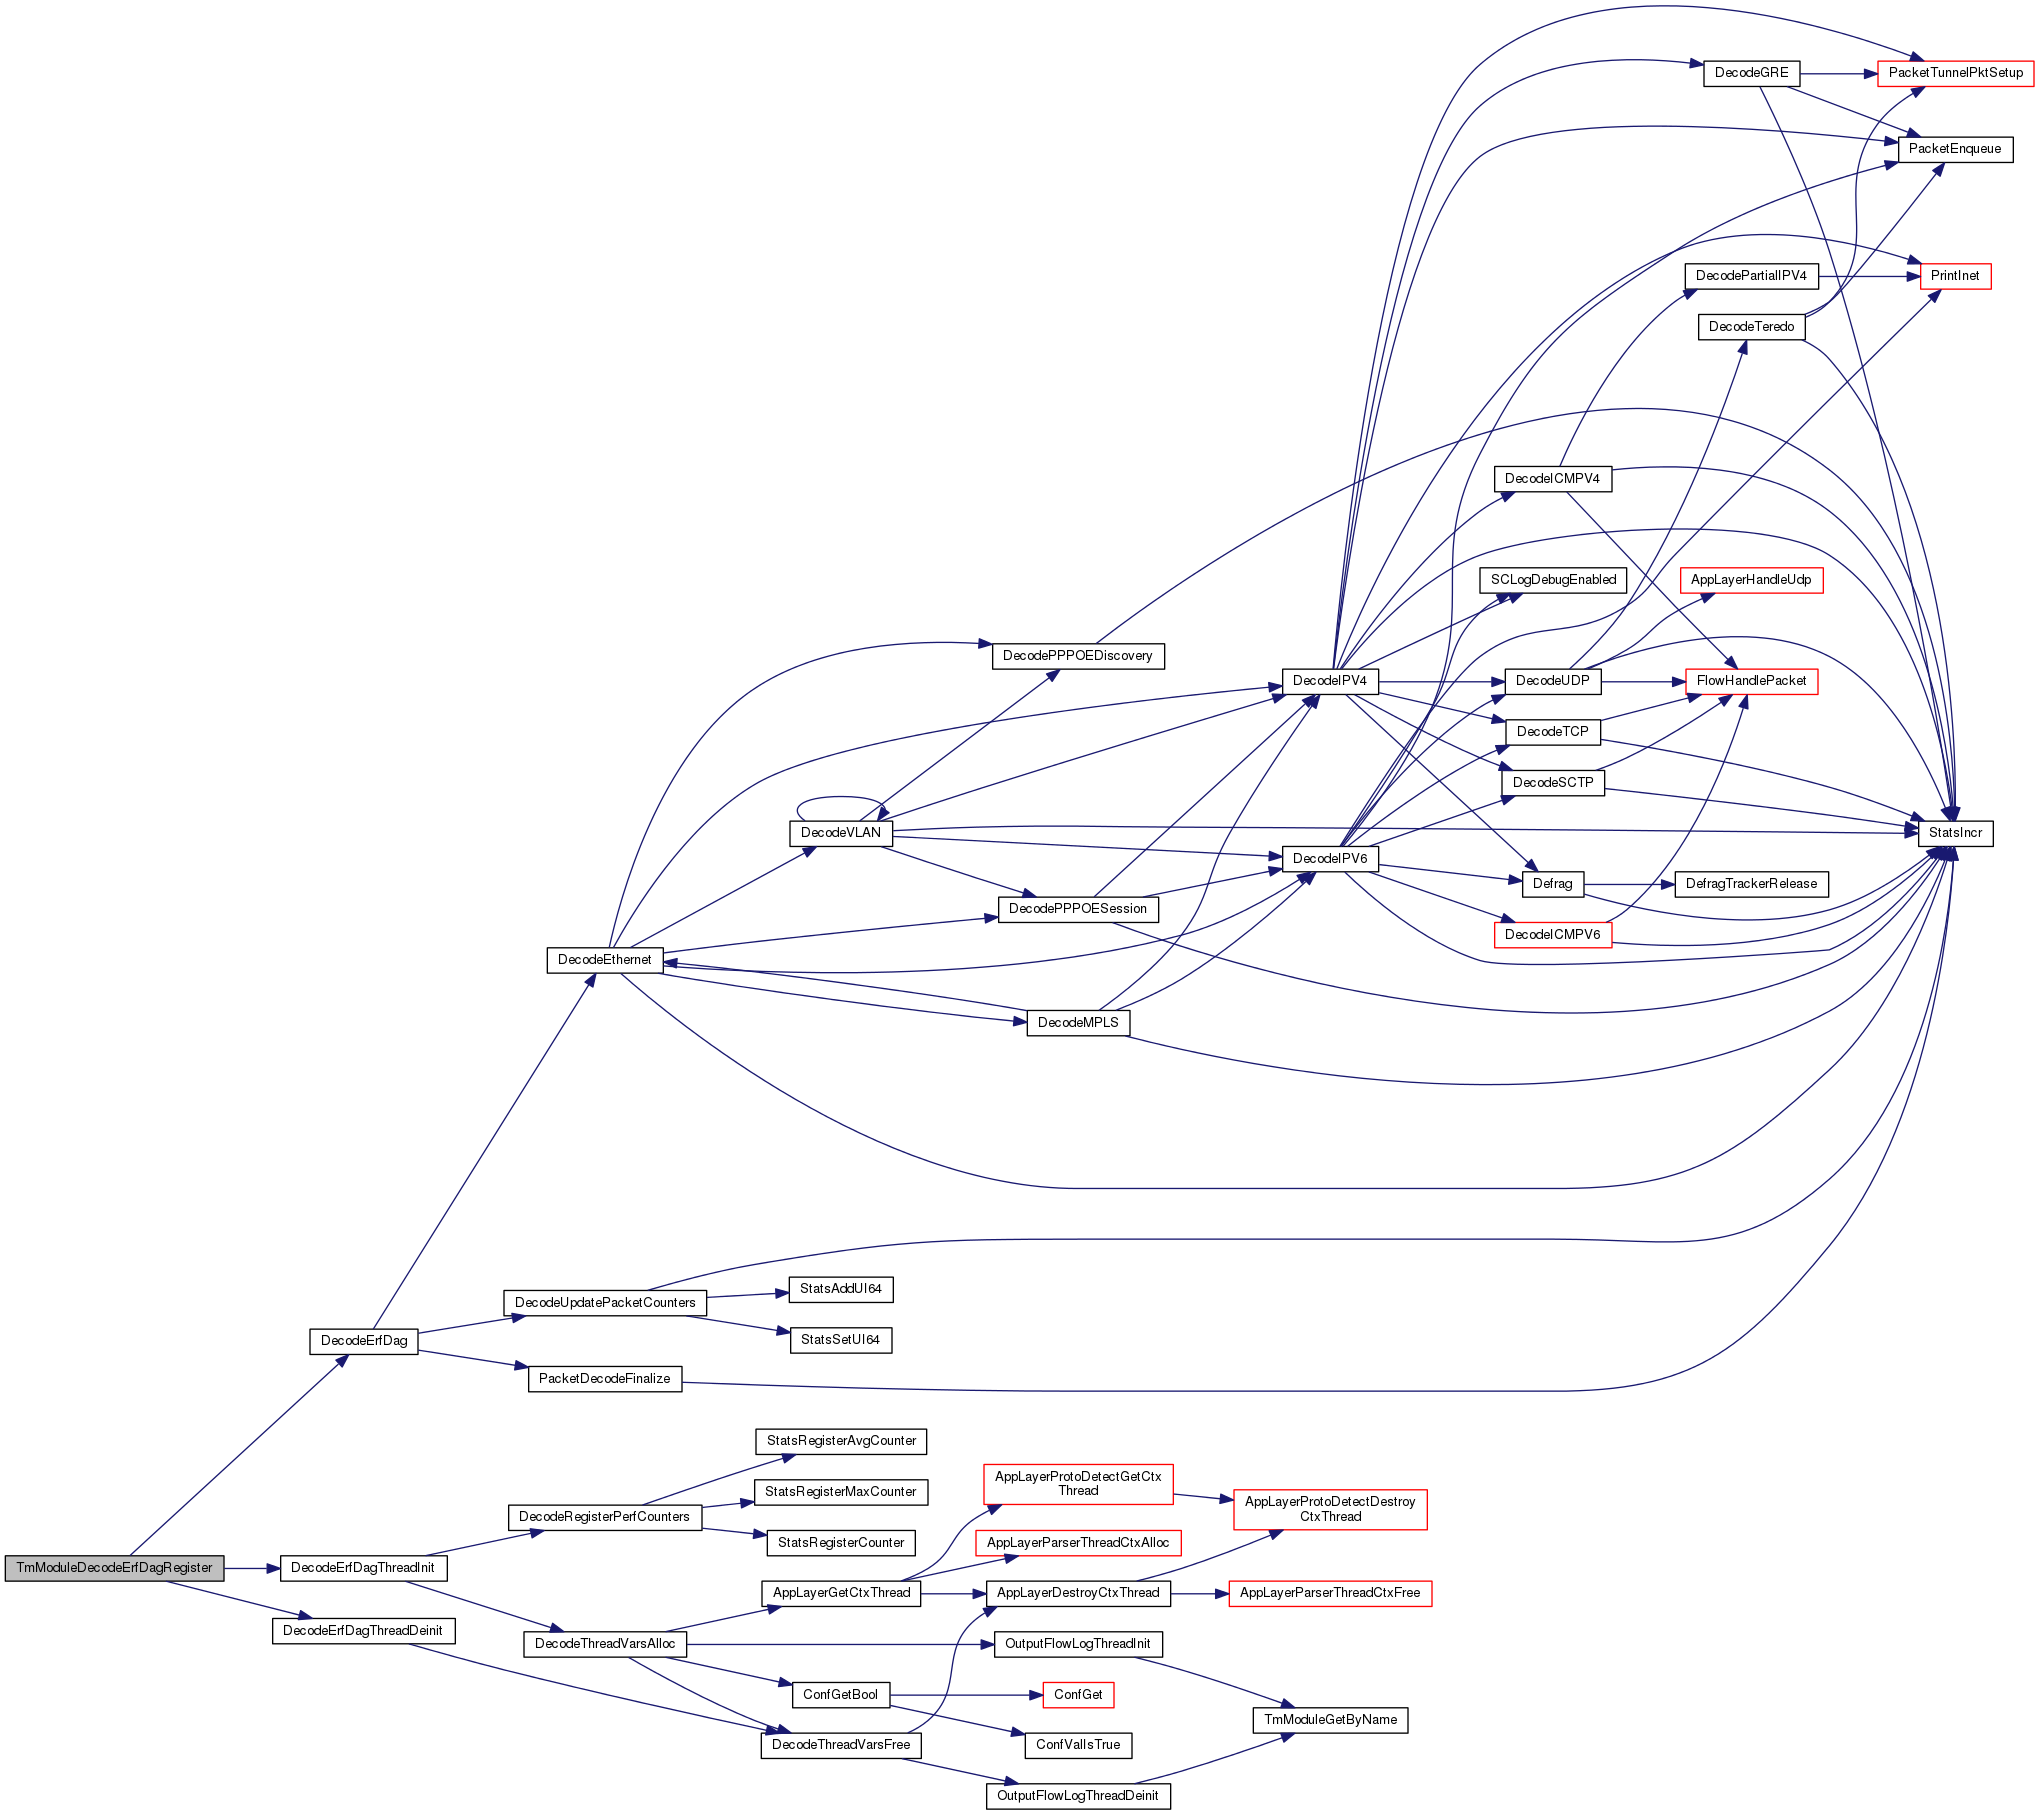 DecodeGRE
PacketTunnelPktSetup
PacketEnqueue
DecodePartialIPV4
PrintInet
DecodeTeredo
DecodeICMPV4
SCLogDebugEnabled
AppLayerHandleUdp
DecodePPPOEDiscovery
DecodeIPV4
DecodeUDP
FlowHandlePacket
DecodeTCP
DecodeSCTP
DecodeVLAN
StatsIncr
DecodeIPV6
Defrag
DefragTrackerRelease
DecodePPPOESession
DecodeICMPV6
DecodeEthernet
DecodeMPLS
StatsAddUI64
DecodeUpdatePacketCounters
DecodeErfDag
StatsSetUI64
PacketDecodeFinalize
StatsRegisterAvgCounter
AppLayerProtoDetectGetCtx
Thread
StatsRegisterMaxCounter
AppLayerProtoDetectDestroy
CtxThread
DecodeRegisterPerfCounters
StatsRegisterCounter
AppLayerParserThreadCtxAlloc
TmModuleDecodeErfDagRegister
DecodeErfDagThreadInit
AppLayerGetCtxThread
AppLayerDestroyCtxThread
AppLayerParserThreadCtxFree
DecodeErfDagThreadDeinit
DecodeThreadVarsAlloc
OutputFlowLogThreadInit
ConfGetBool
ConfGet
TmModuleGetByName
DecodeThreadVarsFree
ConfValIsTrue
OutputFlowLogThreadDeinit